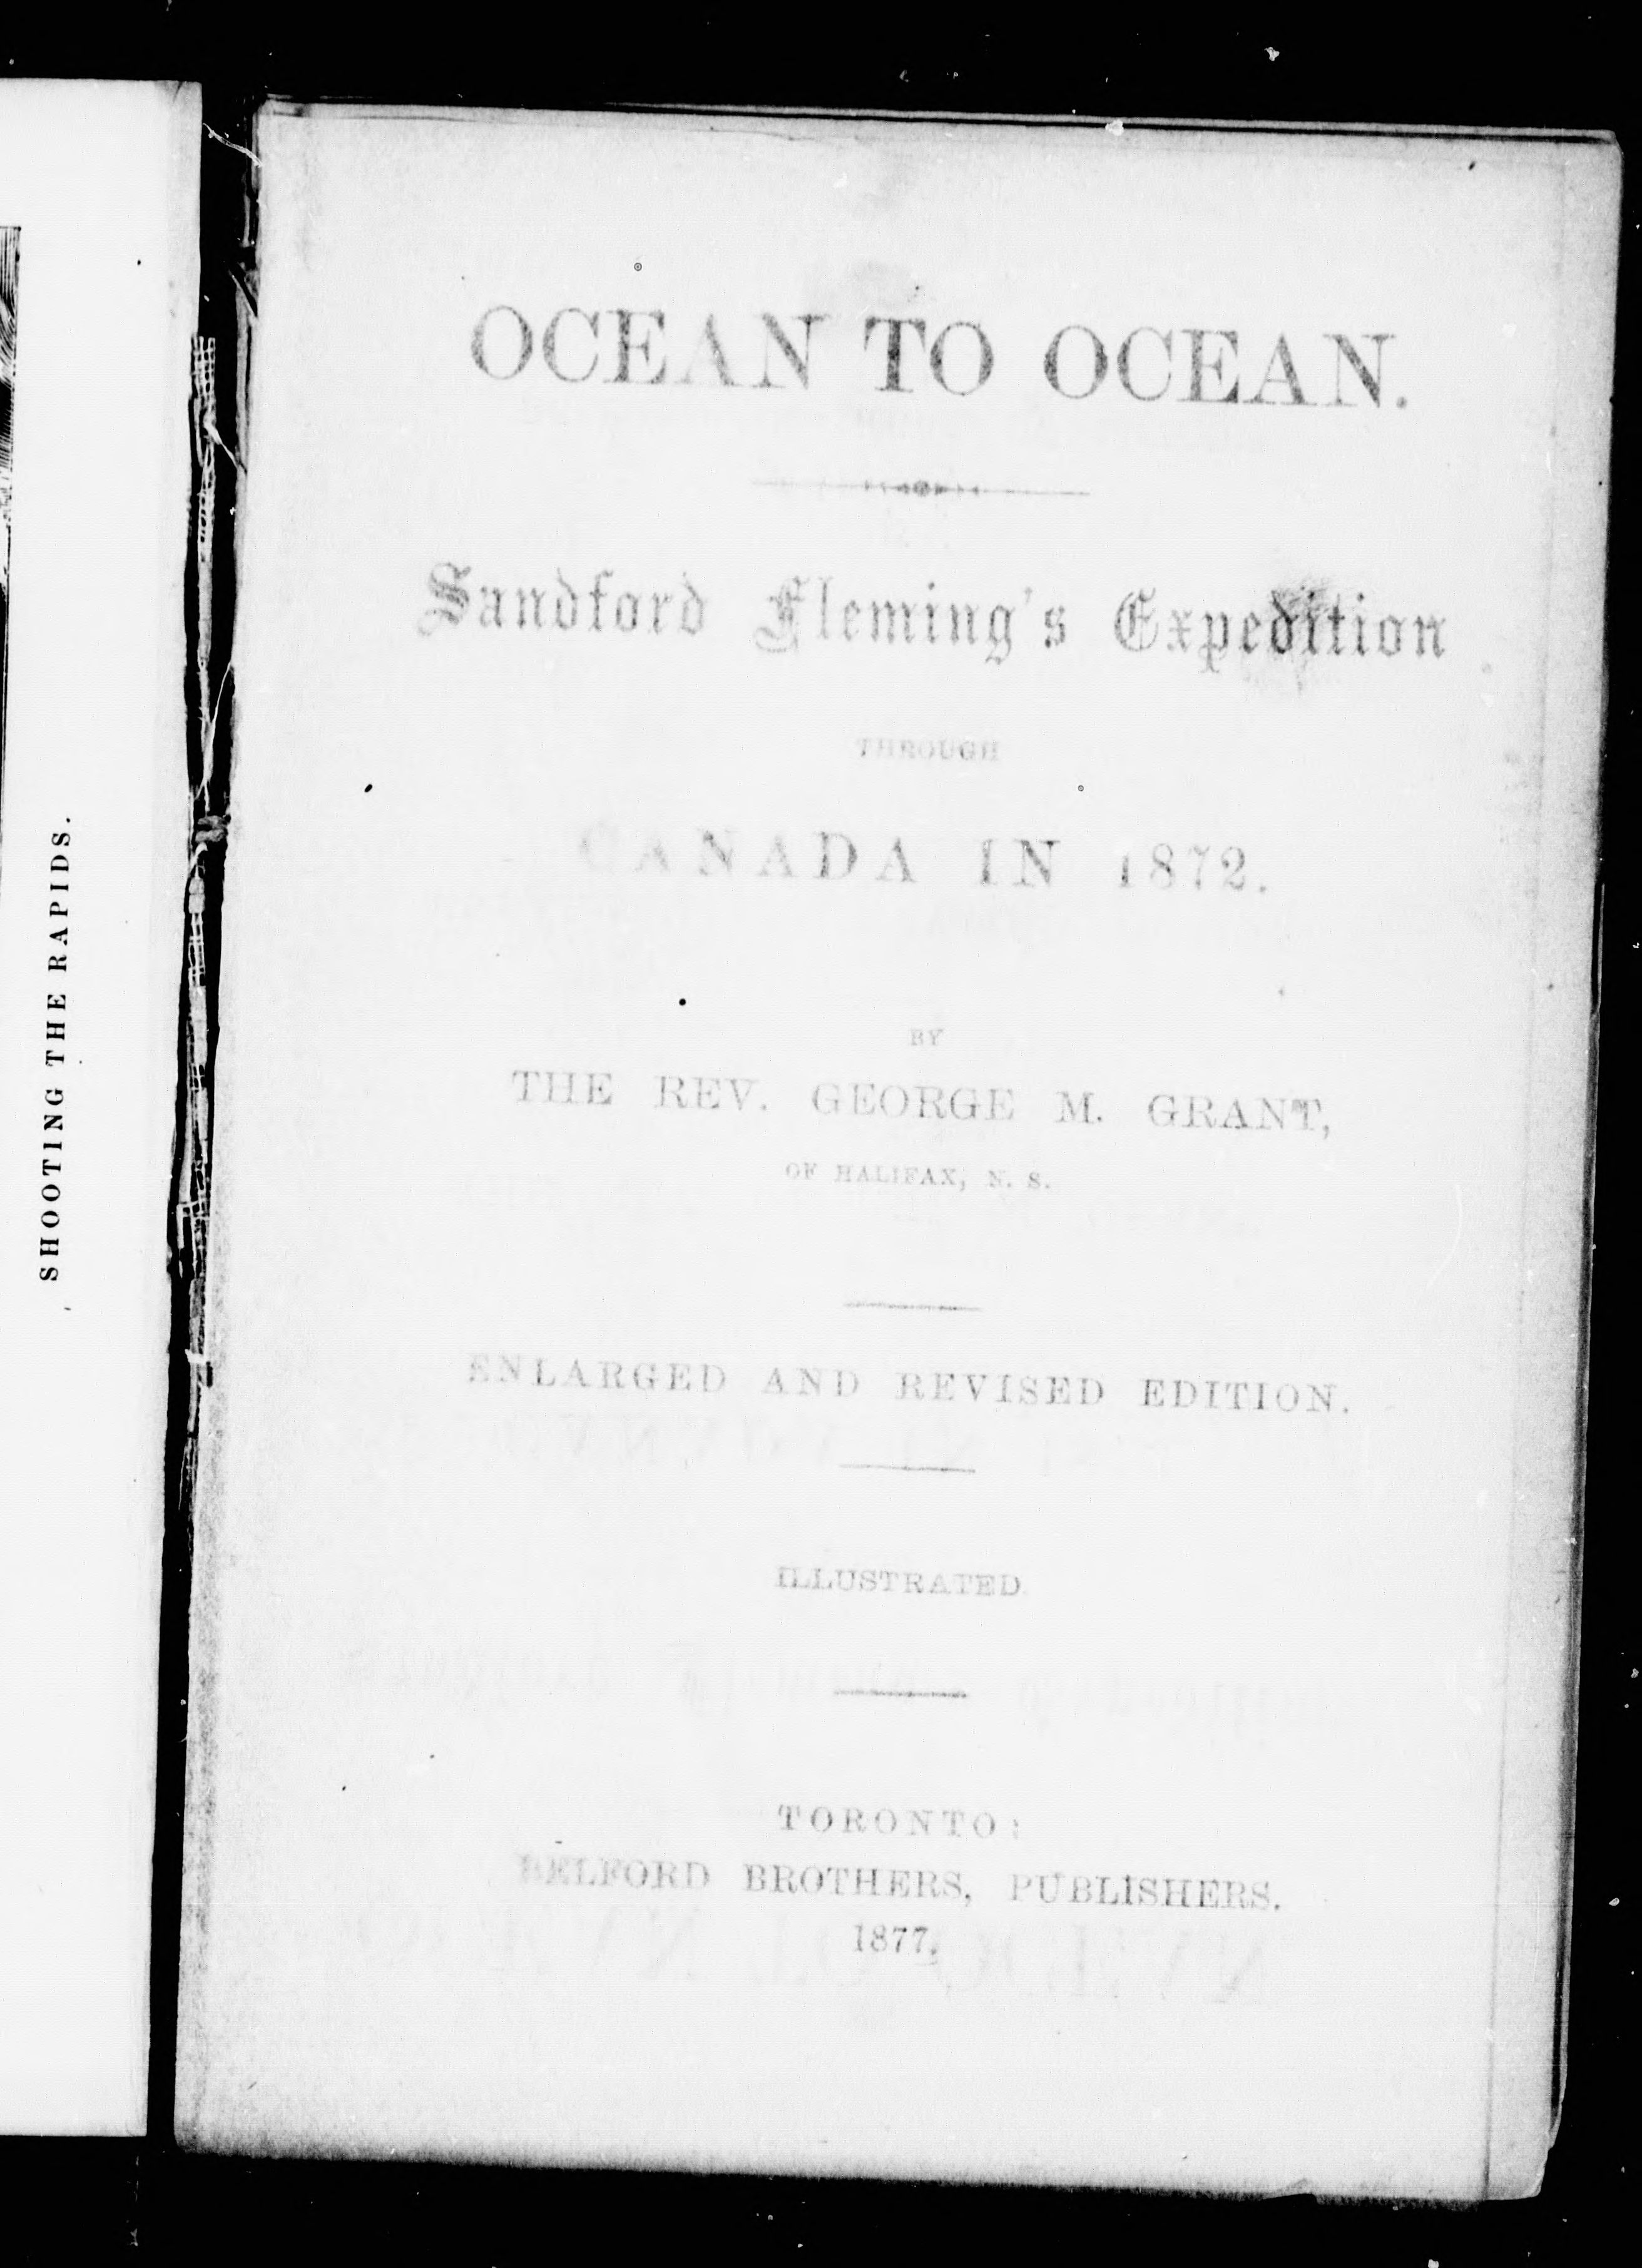 SHOOTING THE RAPIDS.
OCEAN TO OCEAN.
Sandford Fleming's Expedition
THROUGH
CANADA IN 1872.
BY
THE REV. GEORGE M. GRANT,
OF HALIFAX, N. S.
ENLARGED AND REVISED EDITION.
ILLUSTRATED
TORONTO:
BELFORD BROTHERS, PUBLISHERS.
1877.